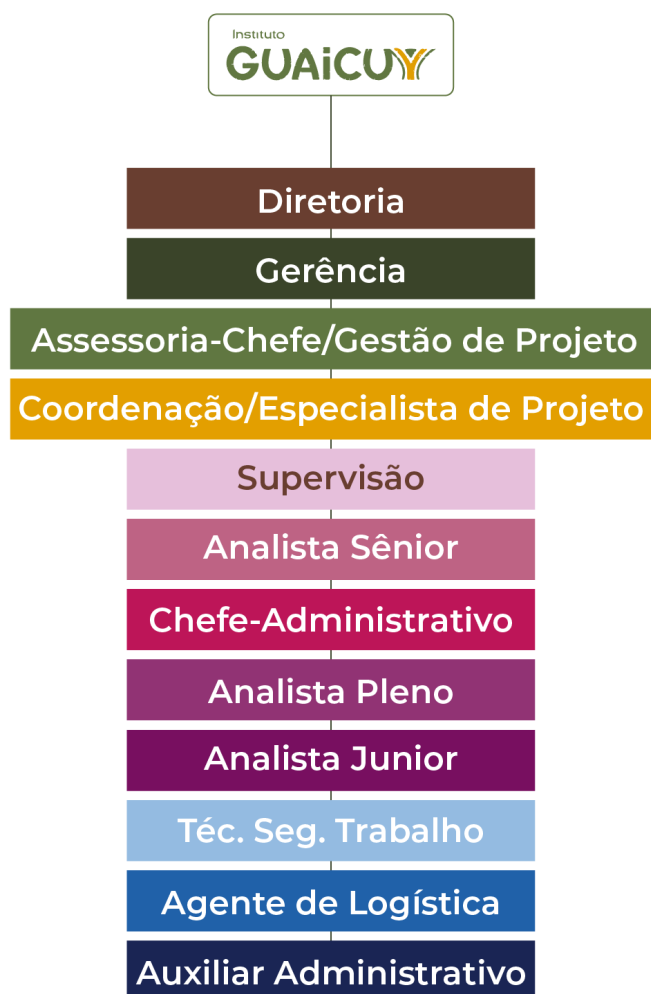 Instituto
GUAiCUY
Diretoria
Gerência
Assessoria-Chefe/Gestão de Projeto
Coordenação/Especialista de Projeto
Supervisão
Analista Sênior
Chefe-Administrativo
Analista Pleno
Analista Junior
Téc. Seg. Trabalho
Agente de Logística
Auxiliar Administrativo